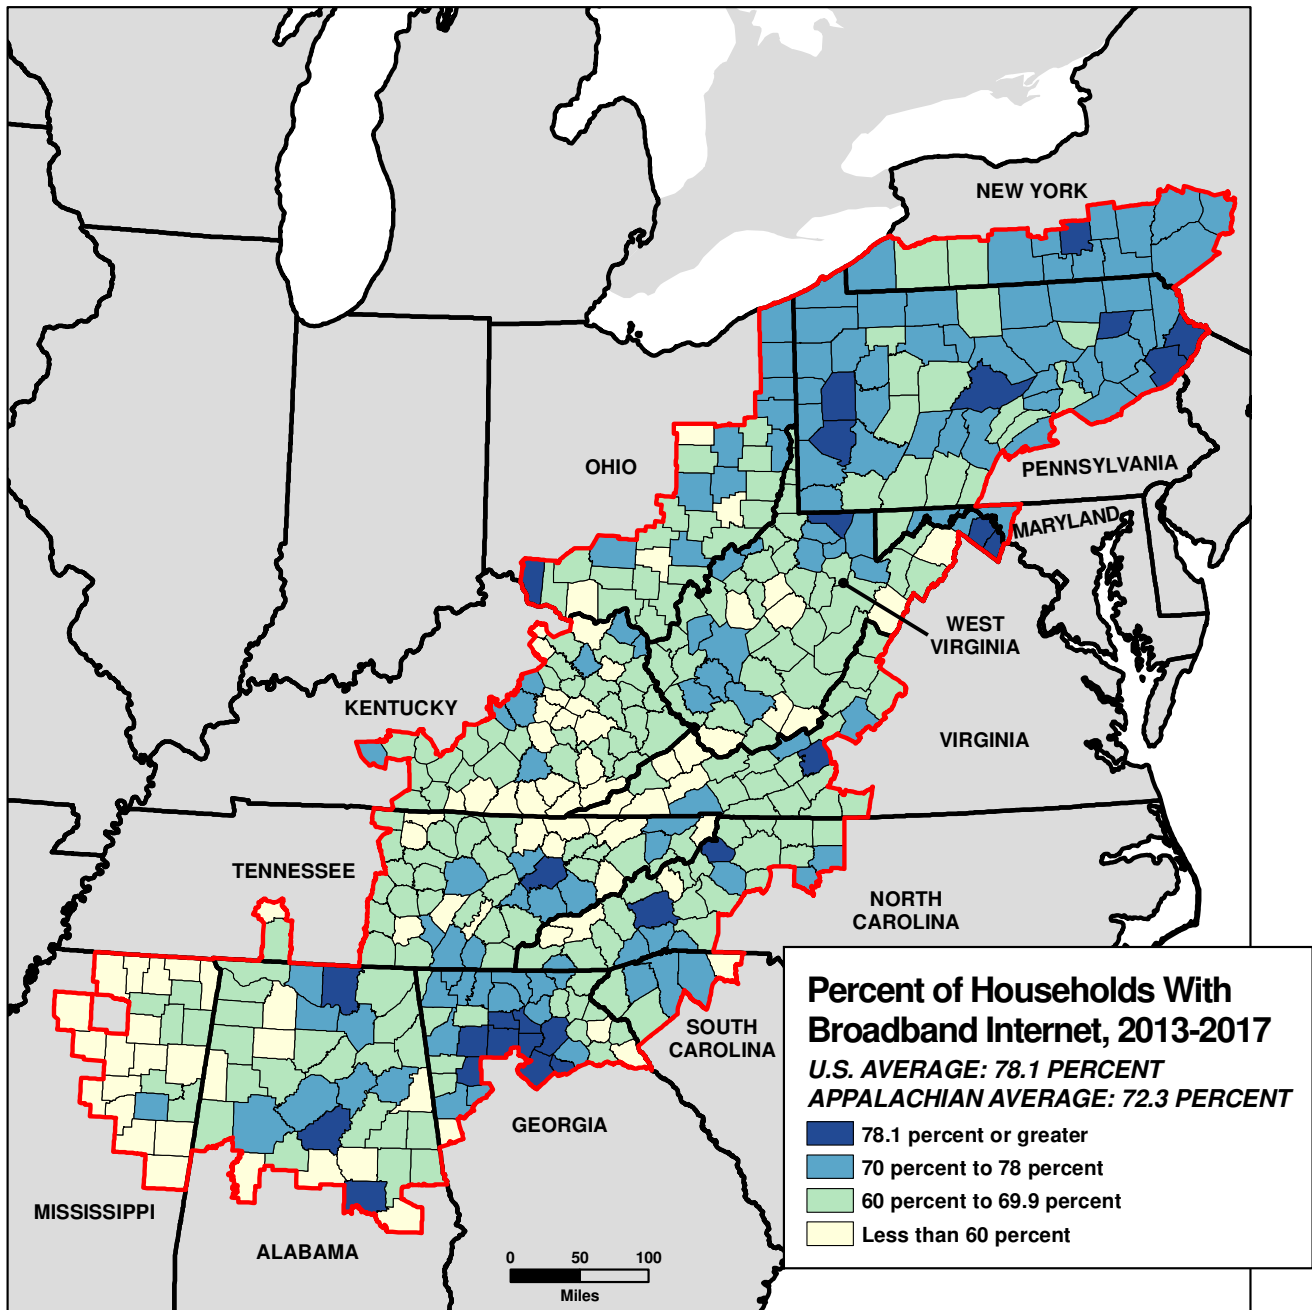 NEW YORK
OHIO
PENNSYLVANIA
MARYLAND
WEST
VIRGINIA
KENTUCKY
VIRGINIA
TENNESSEE
NORTH
CAROLINA
SOUTH
CAROLINA
GEORGIA
MISSISSIPPI
ALABAMA
Percent of Households With
Broadband Internet, 2013-2017
U.S. AVERAGE: 78.1 PERCENT
APPALACHIAN AVERAGE: 72.3 PERCENT
78.1 percent or greater
70 percent to 78 percent
60 percent to 69.9 percent
Less than 60 percent
0 50 100
Miles